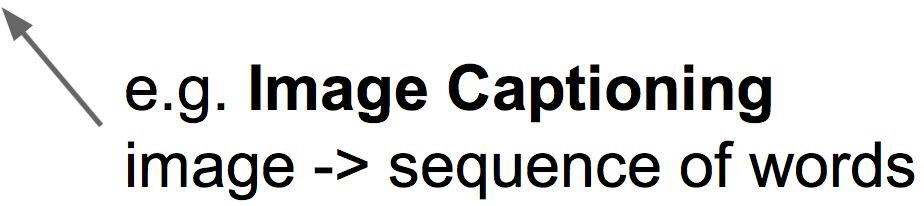 e.g. Image Captioning
image -> sequence of words